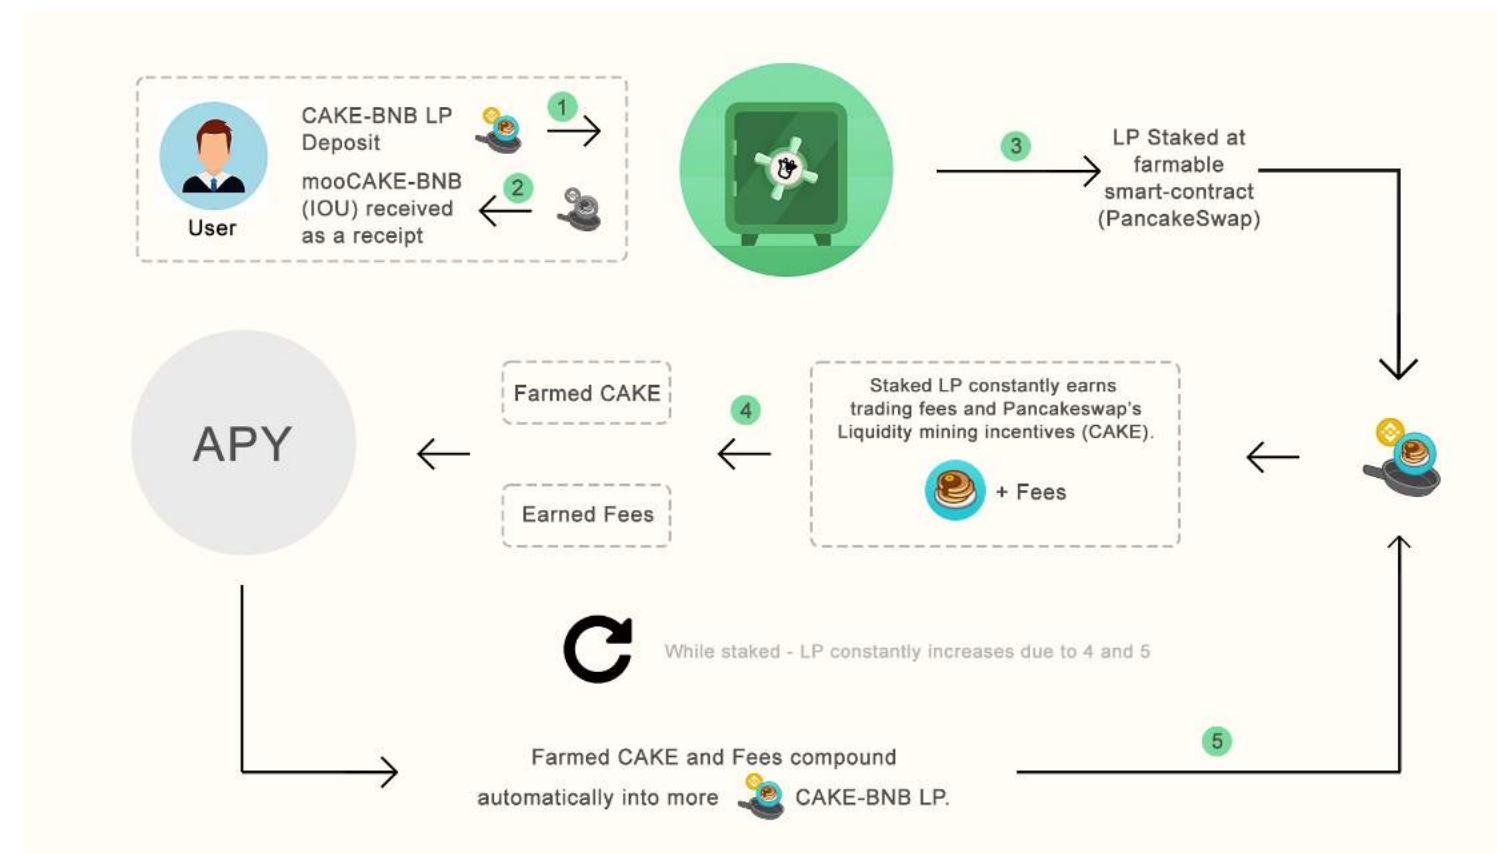 CAKE-BNB LP
Deposit
1
mooCAKE-BNB
(IOU) received
as a receipt
2
User
3
LP Staked at
farmable
smart-contract
(PancakeSwap)
APY
Farmed CAKE
Earned Fees
4
Staked LP constantly earns
trading fees and Pancakeswap's
Liquidity mining incentives (CAKE).
+ Fees
While staked - LP constantly increases due to 4 and 5
Farmed CAKE and Fees compound
automatically into more CAKE-BNB LP.
5